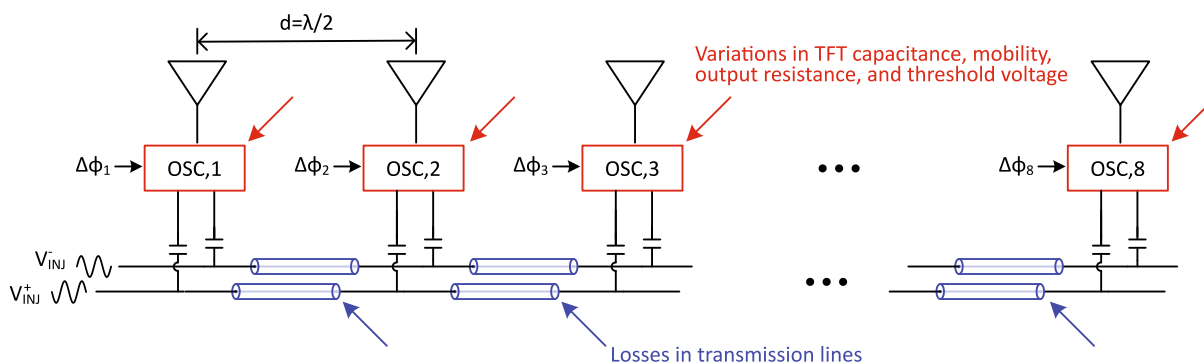 d=λ/2
Variations in TFT capacitance, mobility,
output resistance, and threshold voltage
Δϕ1 OSC,1 Δϕ2 OSC,2 Δϕ3 OSC,3 Δϕ8 OSC,8
V-INJ
V+INJ
Losses in transmission lines